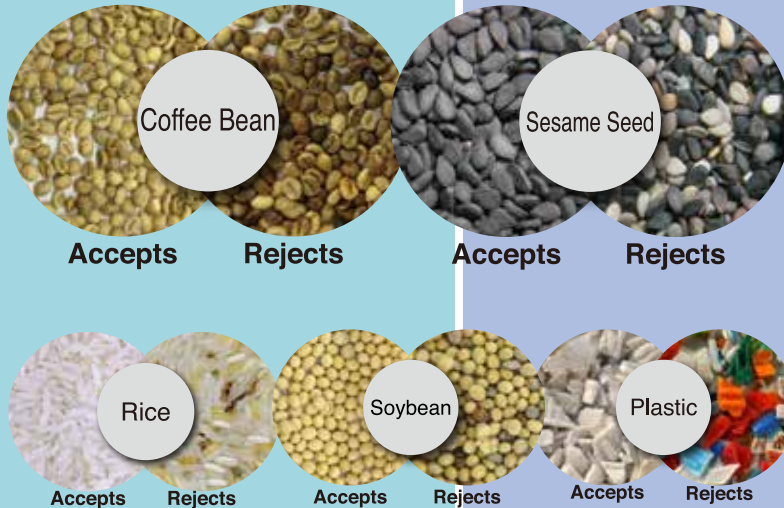 Coffee Bean
Sesame Seed
Accepts
Rejects
Accepts
Rejects
Rice
Soybean
Plastic
Accepts
Rejects
Accepts
Rejects
Accepts
Rejects